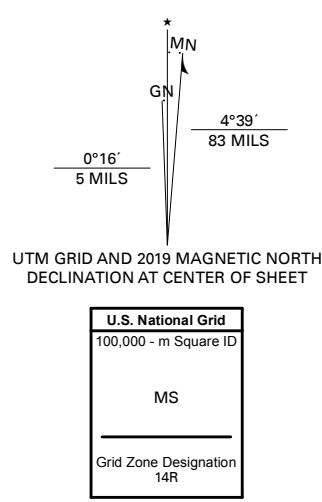 ★
MN
GN
4°39´
83 MILS
0°16´
5 MILS
UTM GRID AND 2019 MAGNETIC NORTH
DECLINATION AT CENTER OF SHEET
U.S. National Grid
100,000 - m Square ID
MS
Grid Zone Designation
14R